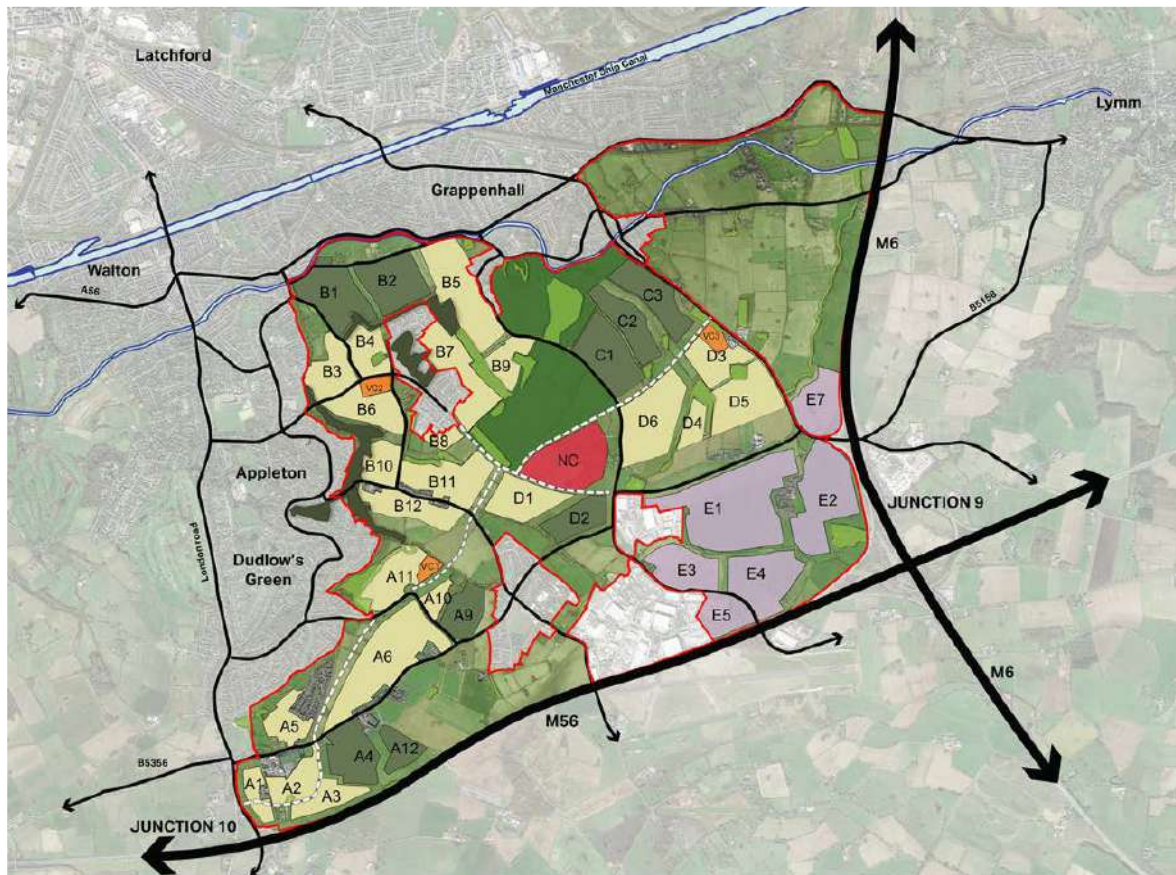 Latchford
Manchester Ship Canal
Lymm
Grappenhall
M6
B5158
Walton
A56
B1
B2
B5
C3
C2
C1
VC3
D3
B4
B7
B3
B9
VC2
B6
E7
D6
D4
D5
B8
NC
Appleton
B10
B11
B12
D1
D2
E1
E2
JUNCTION 9
Londonroad
Dudlow's
Green
A11
A10
A9
E3
E4
E5
A6
M6
A5
M56
A4
A12
B5356
A1
A2
A3
JUNCTION 10